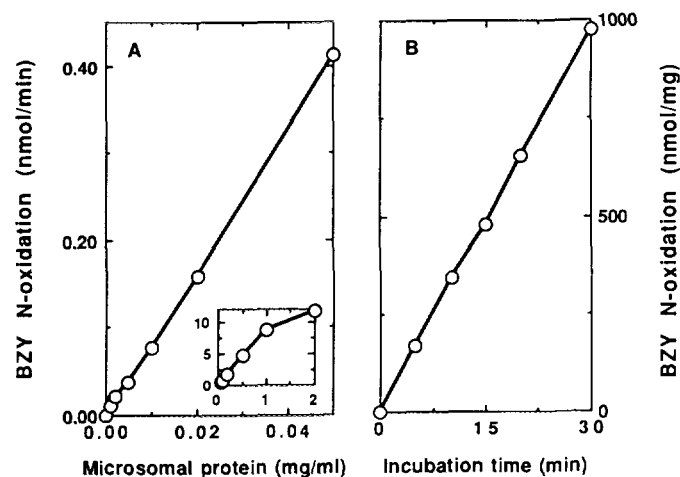 A
BZY N-oxidation (nmol/min)
0.40
0.20
0.00
10
5
0
0 1 2
0.00 0.02 0.04
Microsomal protein (mg/ml)
B
1000
500
0
BZY N-oxidation (nmol/mg)
0 15 30
Incubation time (min)